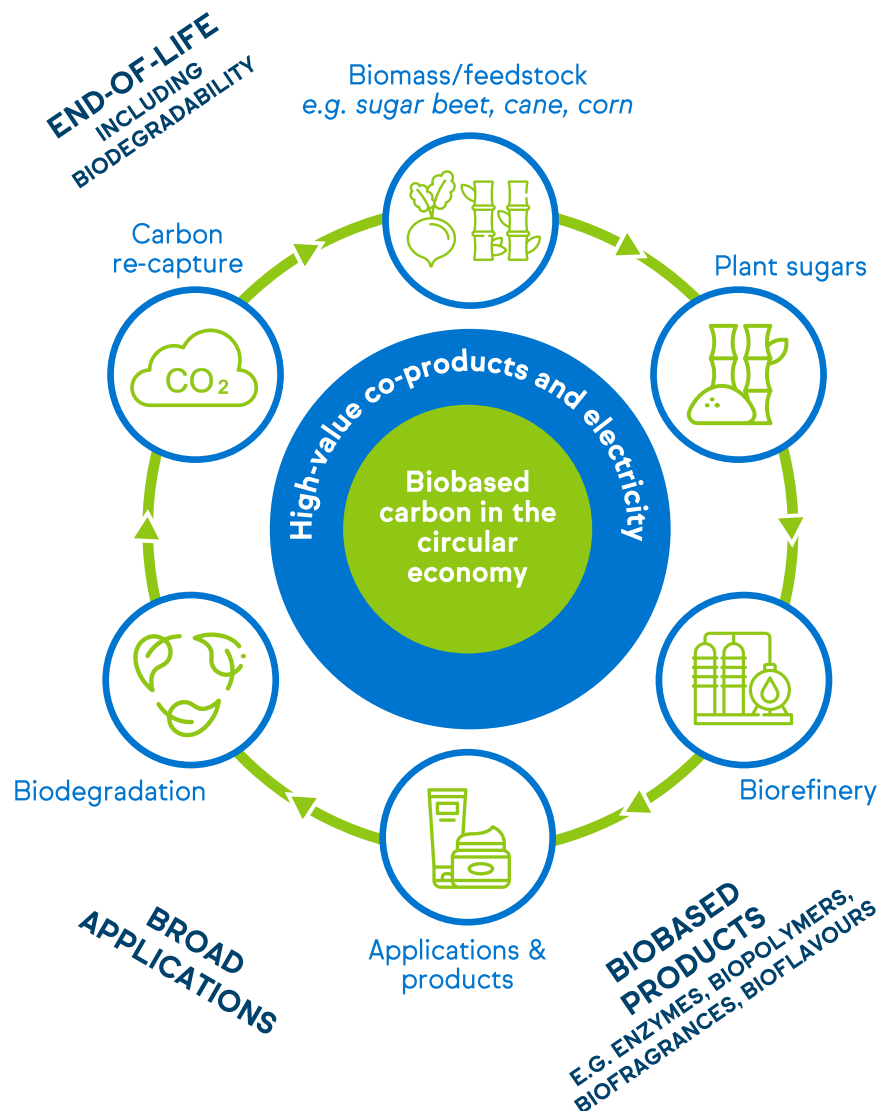 END-OF-LIFE
INCLUDING
BIODEGRADABILITY
Biomass/feedstock
e.g. sugar beet, cane, corn
Carbon
re-capture
Plant sugars
CO₂
High-value co-products and electricity
Biobased
carbon in the
circular
economy
Biodegradation
Biorefinery
Applications &
products
BROAD
APPLICATIONS
BIOBASED
PRODUCTS
E.G. ENZYMES, BIOPOLYMERS,
BIOFRAGRANCES, BIOFLAVOURS